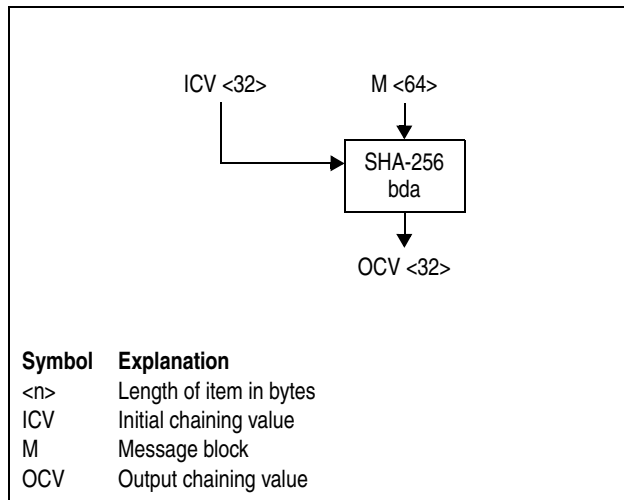 ICV <32> M <64>
SHA-256
bda
OCV <32>
Symbol Explanation
<n> Length of item in bytes
ICV Initial chaining value
M Message block
OCV Output chaining value